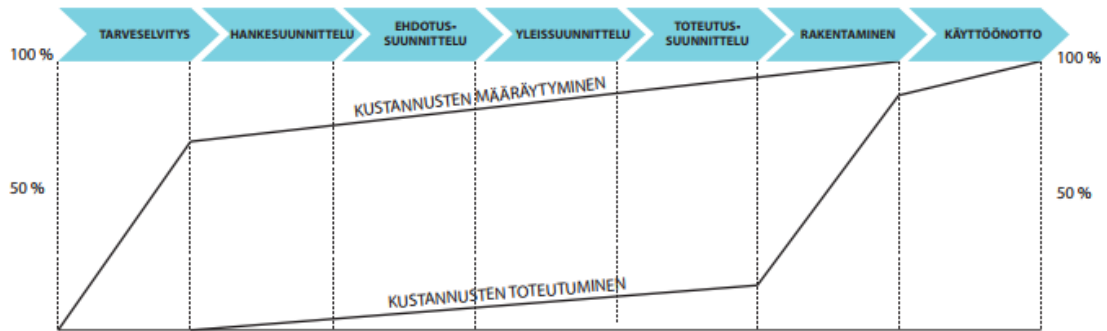 TARVESELVITYS
HANKESUUNNITTELU
EHDOTUS-
SUUNNITTELU
YLEISSUUNNITTELU
TOTEUTUS-
SUUNNITTELU
RAKENTAMINEN
KÄYTTÖÖNOTTO
100 %
100 %
KUSTANNUSTEN MÄÄRÄYTYMINEN
50 %
50 %
KUSTANNUSTEN TOTEUTUMINEN